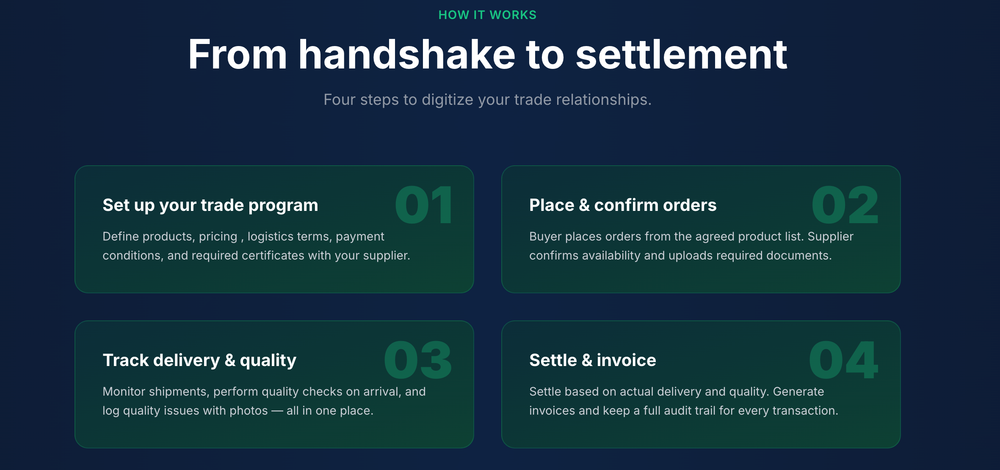 HOW IT WORKS
From handshake to settlement
Four steps to digitize your trade relationships.
01
Set up your trade program
Define products, pricing , logistics terms, payment
conditions, and required certificates with your supplier.
02
Place & confirm orders
Buyer places orders from the agreed product list. Supplier
confirms availability and uploads required documents.
03
Track delivery & quality
Monitor shipments, perform quality checks on arrival, and
log quality issues with photos — all in one place.
04
Settle & invoice
Settle based on actual delivery and quality. Generate
invoices and keep a full audit trail for every transaction.